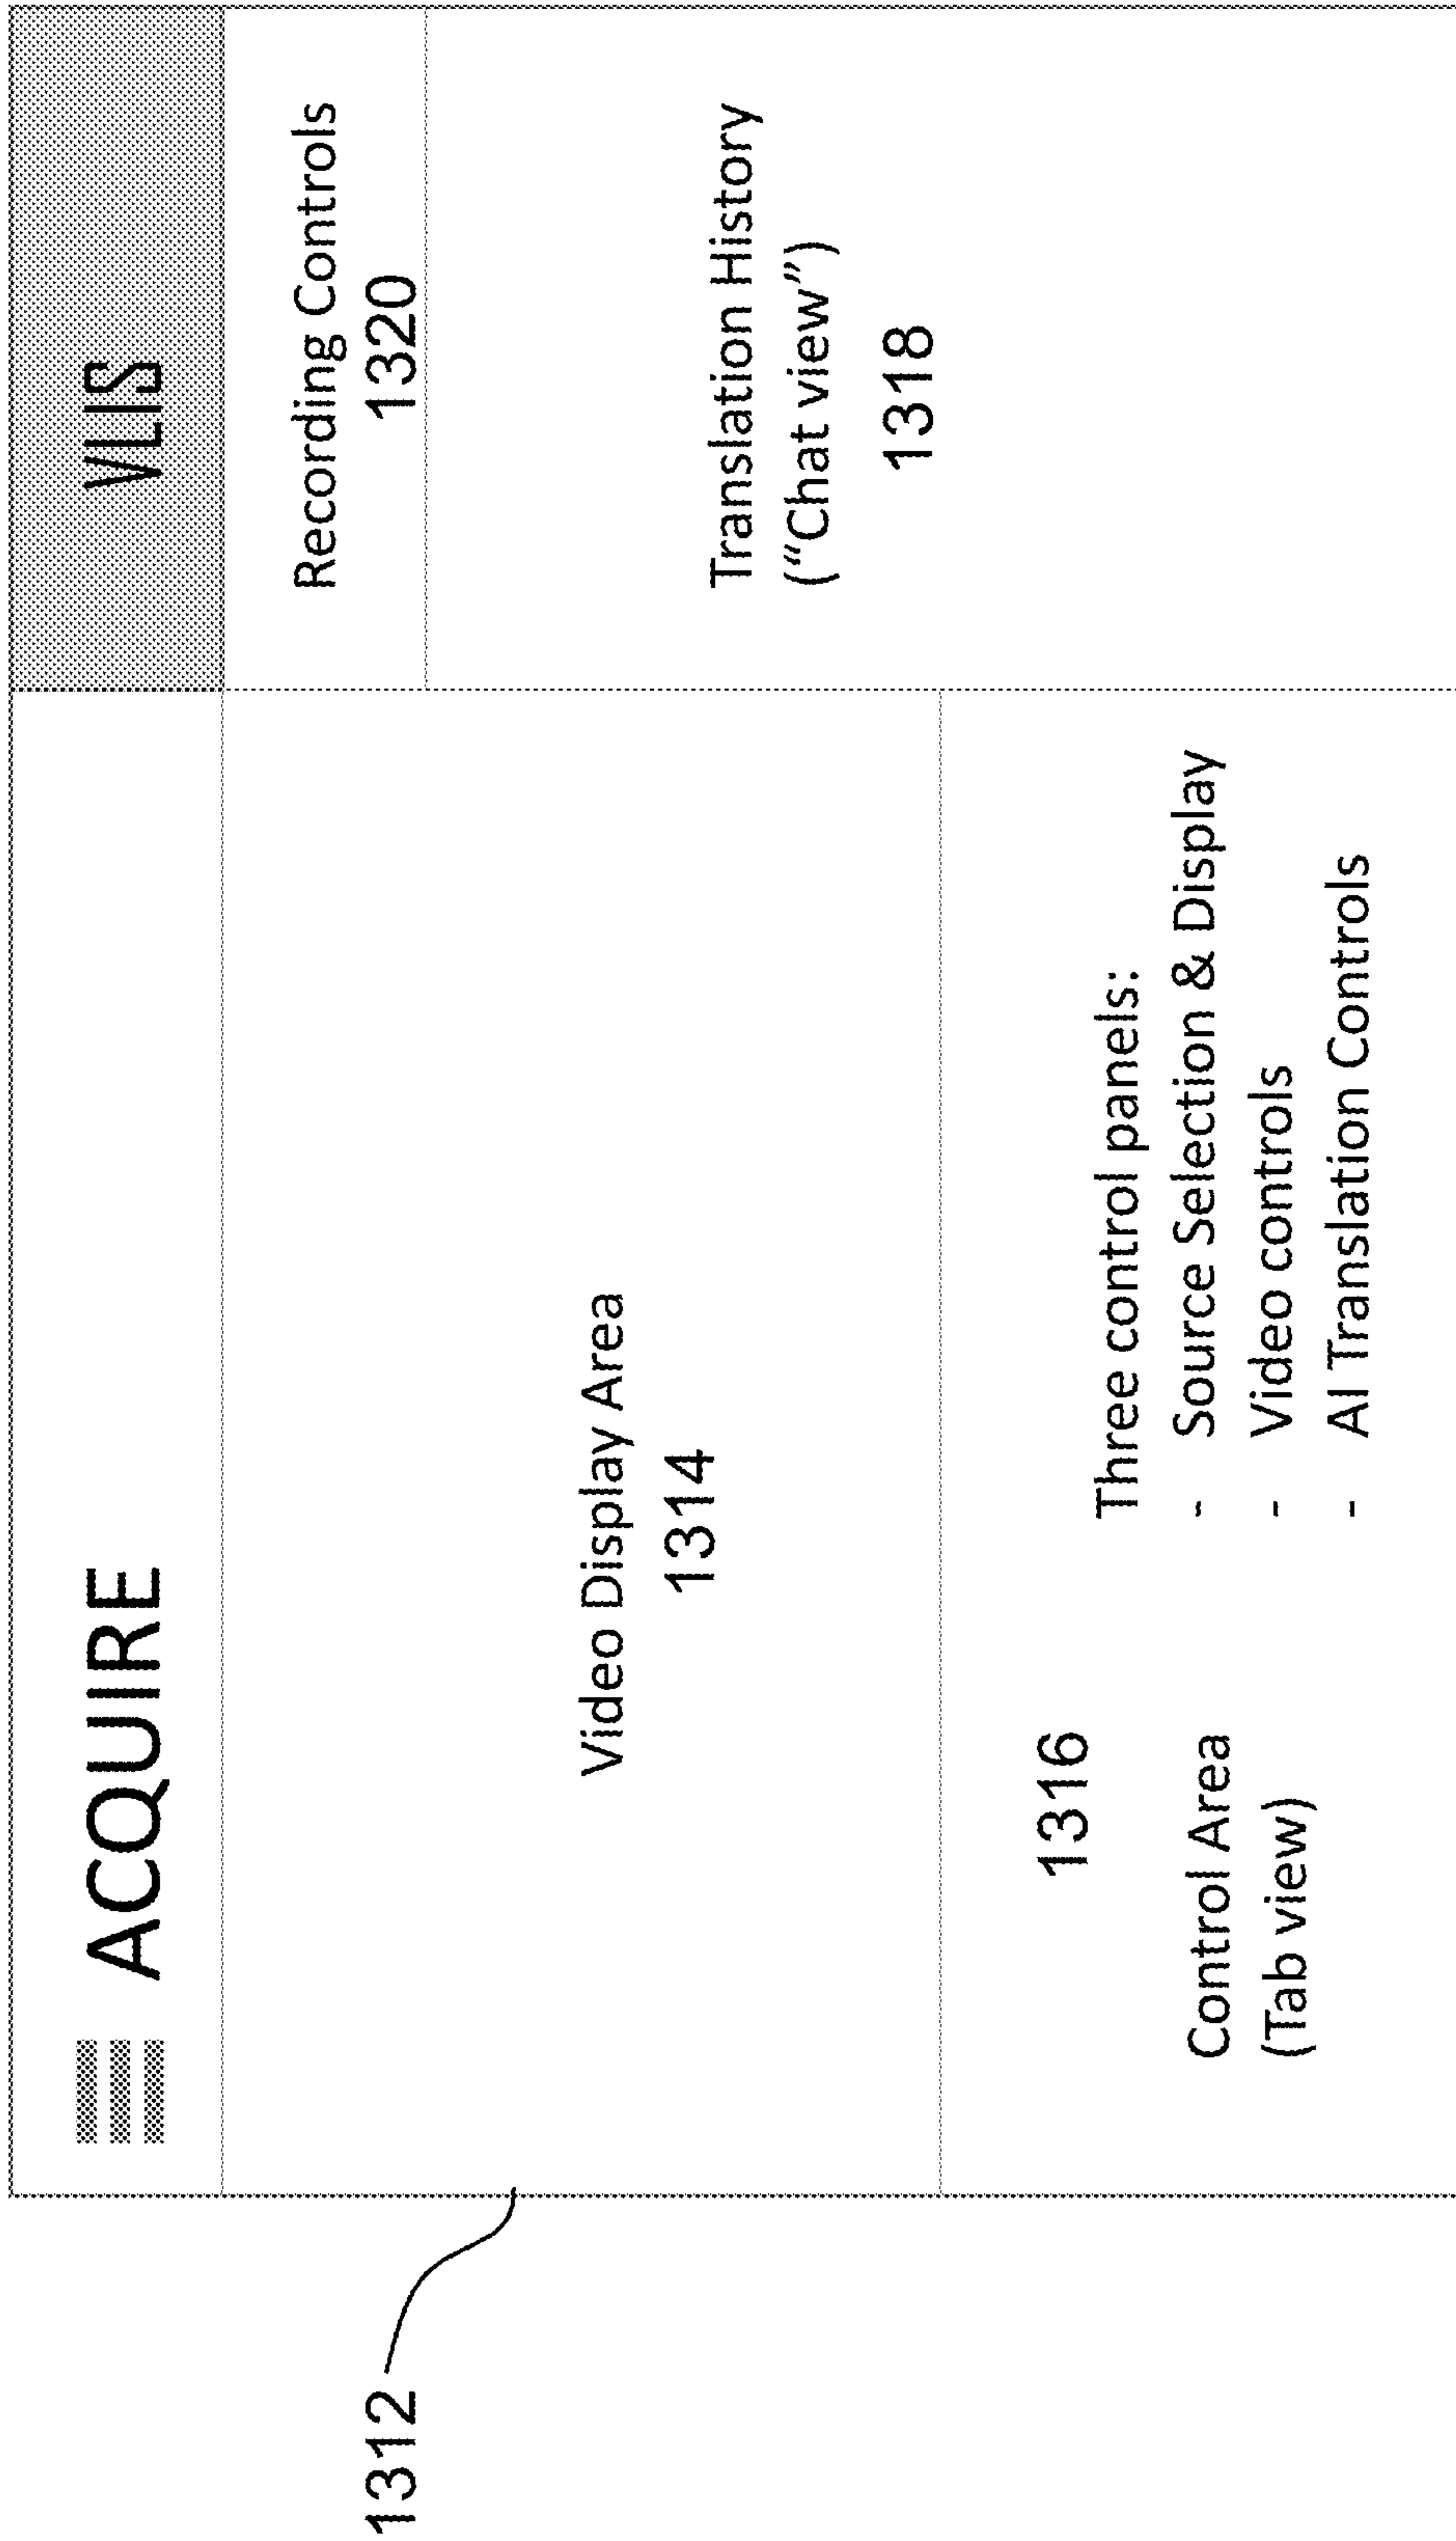 ACQUIRE
VLIS
1312
Video Display Area
1314
Recording Controls
1320
Translation History
(“Chat view”)
1318
1316
Control Area
(Tab view)
Three control panels:
- Source Selection & Display
- Video controls
- AI Translation Controls